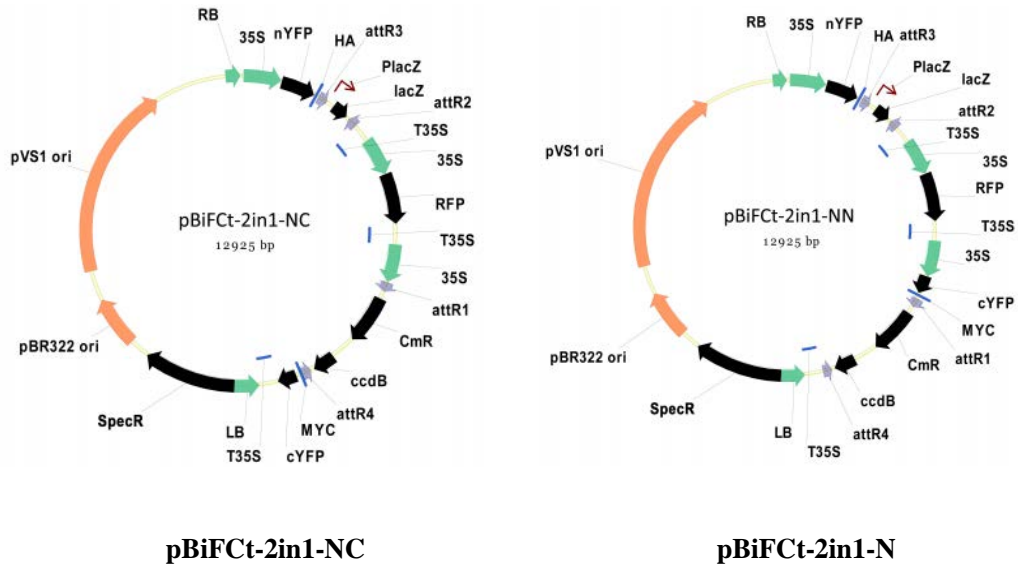 RB
35S
nYFP
HA
attR3
PlacZ
lacZ
attR2
T35S
35S
RFP
T35S
35S
attR1
CmR
ccdB
attR4
MYC
cYFP
T35S
LB
SpecR
pBR322 ori
pVS1 ori
pBiFCt-2in1-NC
12925 bp
RB
35S
nYFP
HA
attR3
PlacZ
lacZ
attR2
T35S
35S
RFP
T35S
35S
cYFP
MYC
attR1
CmR
ccdB
attR4
T35S
LB
SpecR
pBR322 ori
pVS1 ori
pBiFCt-2in1-NN
12925 bp
pBiFCt-2in1-NC
pBiFCt-2in1-N